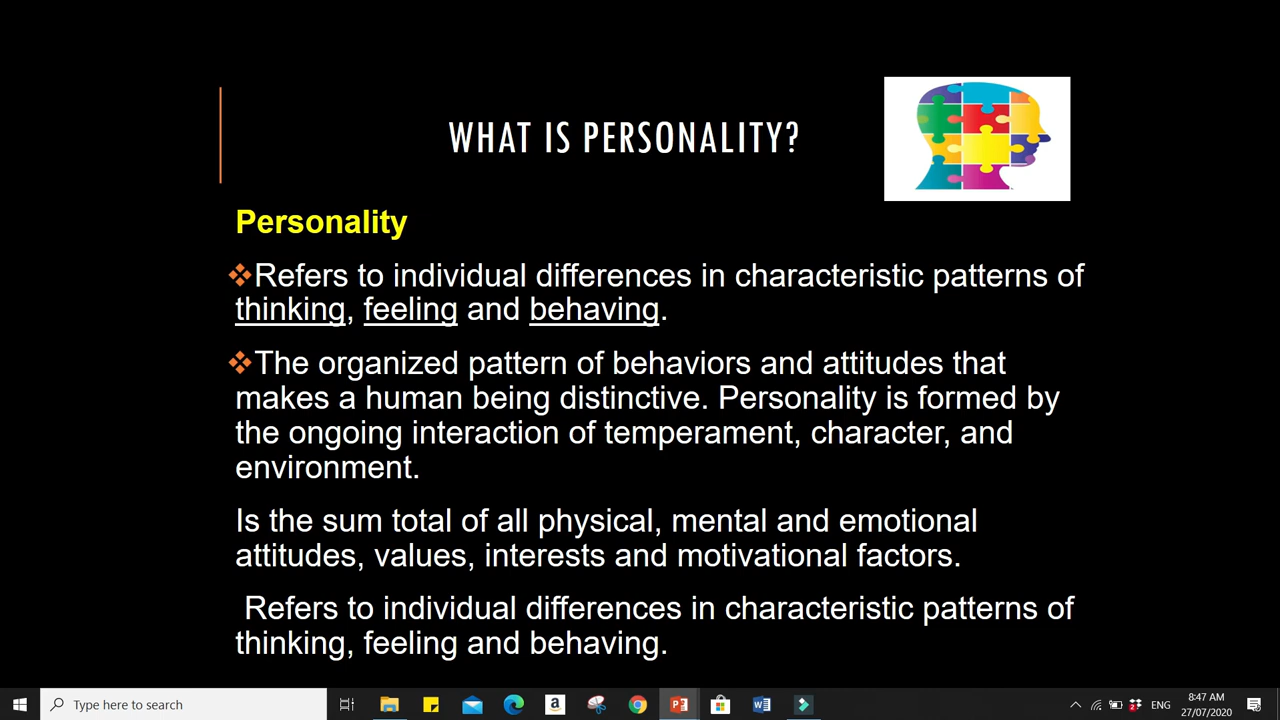 WHAT IS PERSONALITY?
Personality
❖Refers to individual differences in characteristic patterns of
thinking, feeling and behaving.
❖The organized pattern of behaviors and attitudes that
makes a human being distinctive. Personality is formed by
the ongoing interaction of temperament, character, and
environment.
Is the sum total of all physical, mental and emotional
attitudes, values, interests and motivational factors.
Refers to individual differences in characteristic patterns of
thinking, feeling and behaving.
Type here to search
a
ENG
8:47 AM
27/07/2020